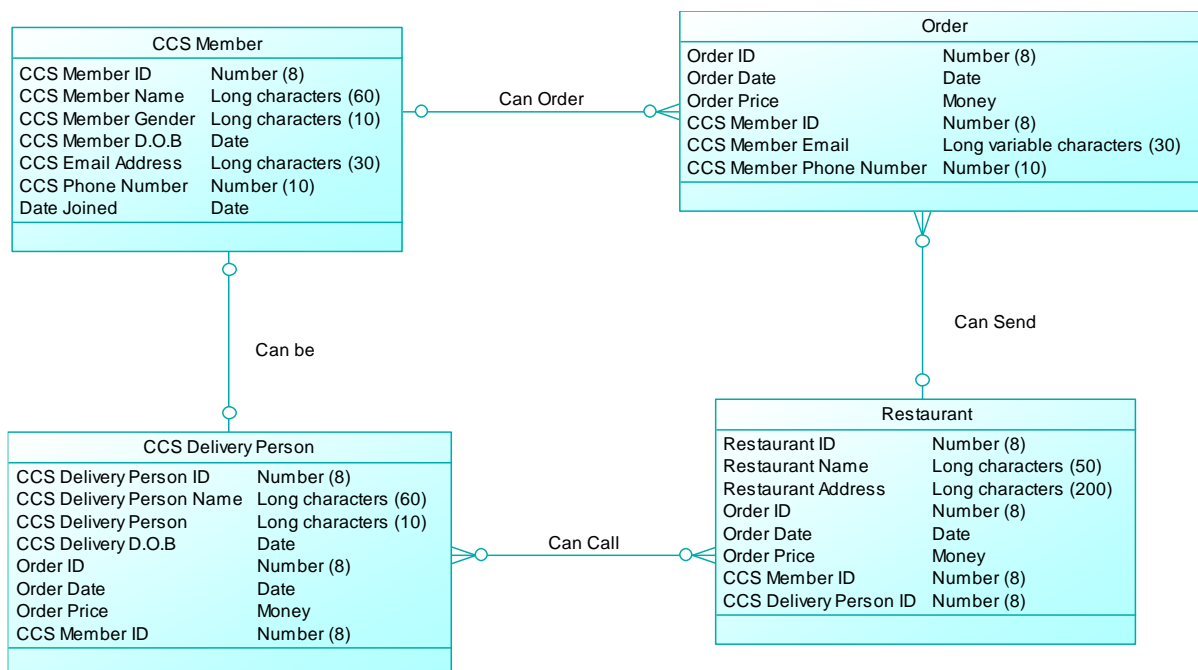 CCS Member
CCS Member ID Number (8)
CCS Member Name Long characters (60)
CCS Member Gender Long characters (10)
CCS Member D.O.B Date
CCS Email Address Long characters (30)
CCS Phone Number Number (10)
Date Joined Date
Can Order
Order
Order ID Number (8)
Order Date Date
Order Price Money
CCS Member ID Number (8)
CCS Member Email Long variable characters (30)
CCS Member Phone Number Number (10)
Can be
Can Send
CCS Delivery Person
CCS Delivery Person ID Number (8)
CCS Delivery Person Name Long characters (60)
CCS Delivery Person Long characters (10)
CCS Delivery D.O.B Date
Order ID Number (8)
Order Date Date
Order Price Money
CCS Member ID Number (8)
Can Call
Restaurant
Restaurant ID Number (8)
Restaurant Name Long characters (50)
Restaurant Address Long characters (200)
Order ID Number (8)
Order Date Date
Order Price Money
CCS Member ID Number (8)
CCS Delivery Person ID Number (8)